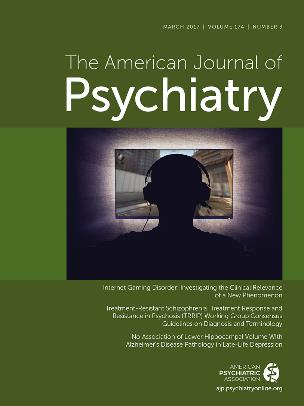 MARCH 2017 | VOLUME 174 | NUMBER 3
The American Journal of
Psychiatry
Internet Gaming Disorder: Investigating the Clinical Relevance
of a New Phenomenon
Treatment-Resistant Schizophrenia: Treatment Response and
Resistance in Psychosis (TRRIP) Working Group Consensus
Guidelines on Diagnosis and Terminology
No Association of Lower Hippocampal Volume With
Alzheimer's Disease Pathology in Late-Life Depression
AMERICAN
PSYCHIATRIC
ASSOCIATION
ajp.psychiatryonline.org